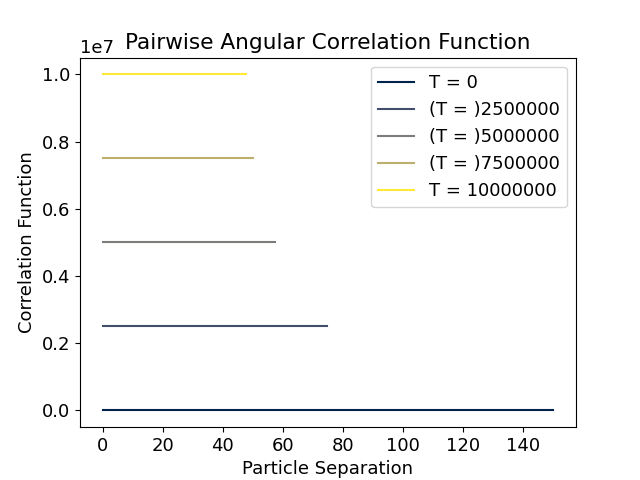 Pairwise Angular Correlation Function
1e7
1.0
0.8
0.6
0.4
0.2
0.0
Correlation Function
T = 0
(T = )2500000
(T = )5000000
(T = )7500000
T = 10000000
0 20 40 60 80 100 120 140
Particle Separation